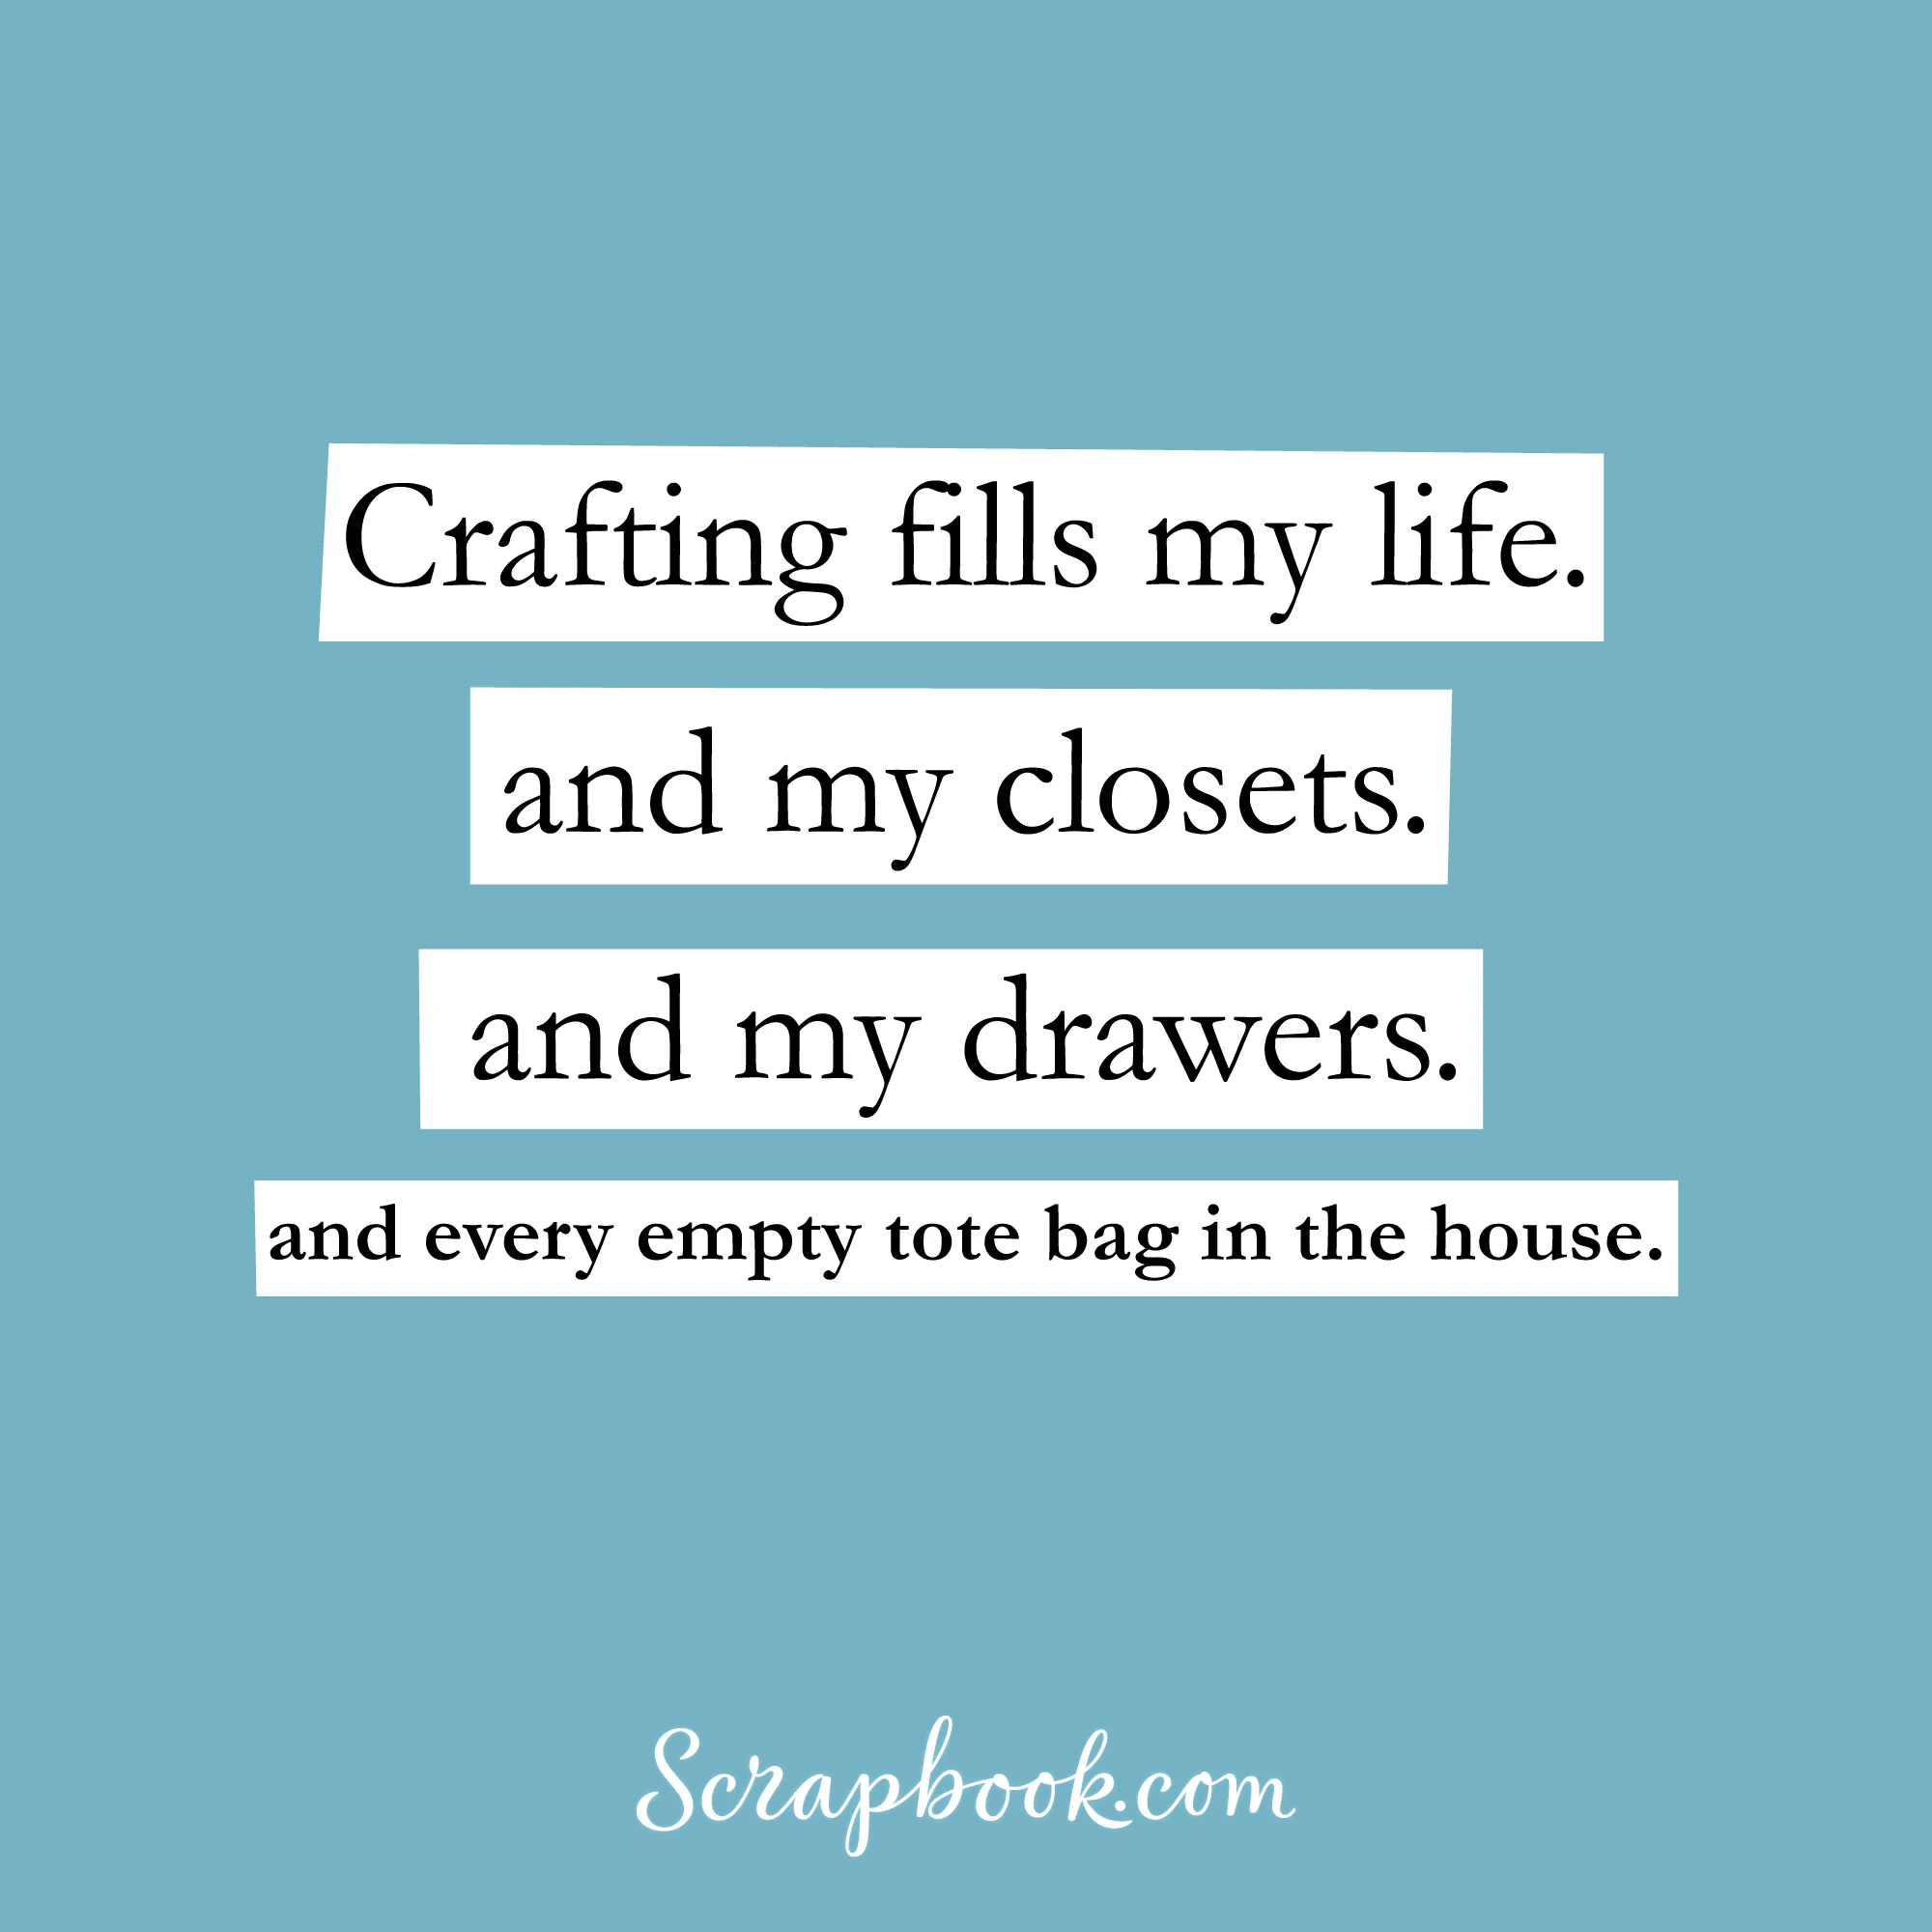 Crafting fills my life.
and my closets.
and my drawers.
and every empty tote bag in the house.
Scrapbook.com